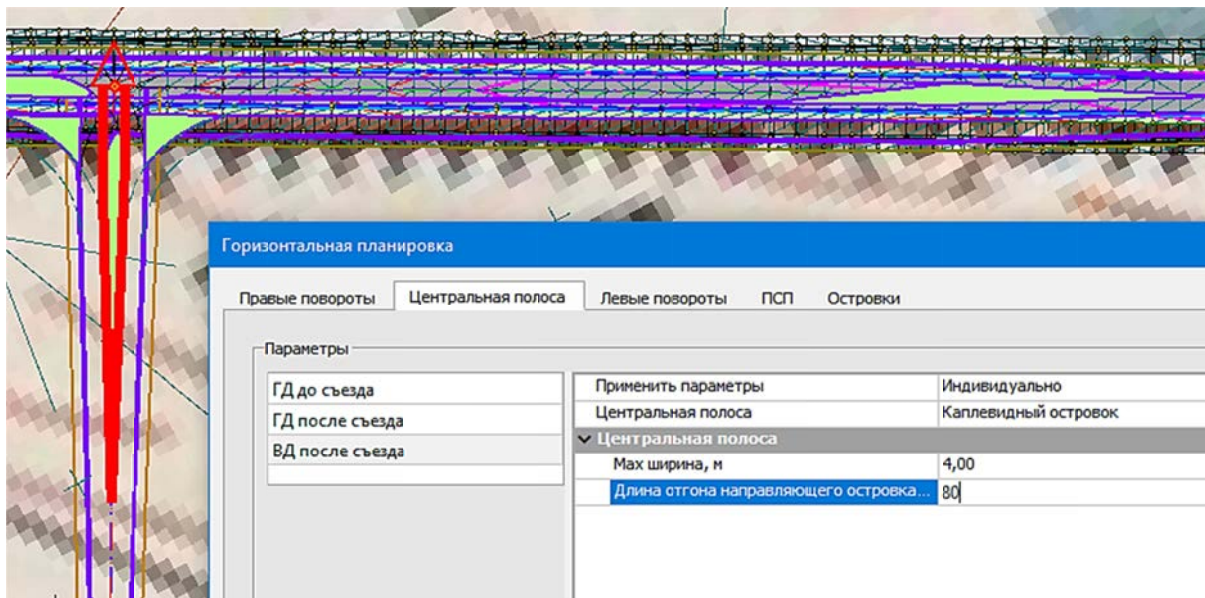 Горизонтальная планировка
Правые повороты Центральная полоса Левые повороты ПСП Островки
Параметры
ГД до съезда
ГД после съезда
ВД после съезда
Применить параметры Индивидуально
Центральная полоса Каплевидный островок
Центральная полоса
Мах ширина, м 4,00
Длина отгона направляющего островка... 80